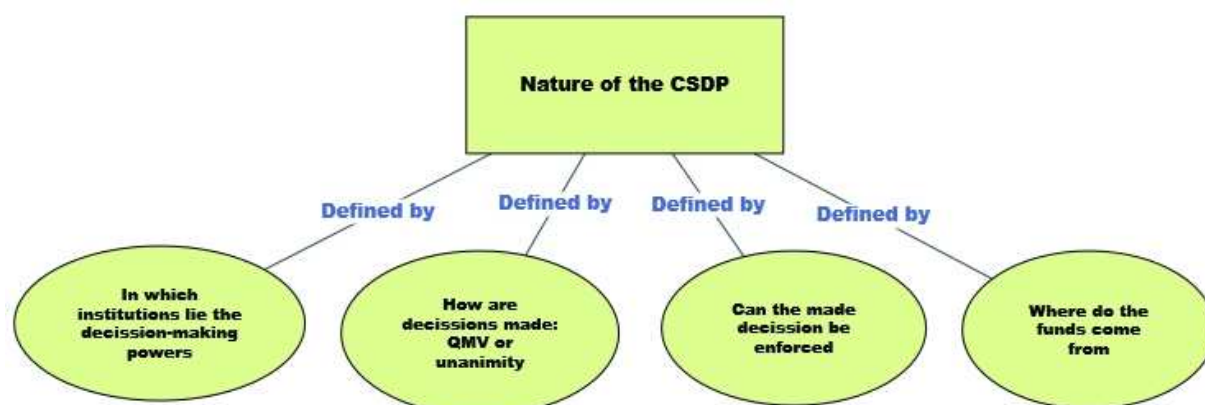 Nature of the CSDP
Defined by
Defined by
Defined by
Defined by
In which
institutions lie the
decission-making
powers
How are
decissions made:
QMV or
unanimity
Can the made
decission be
enforced
Where do the
funds come
from